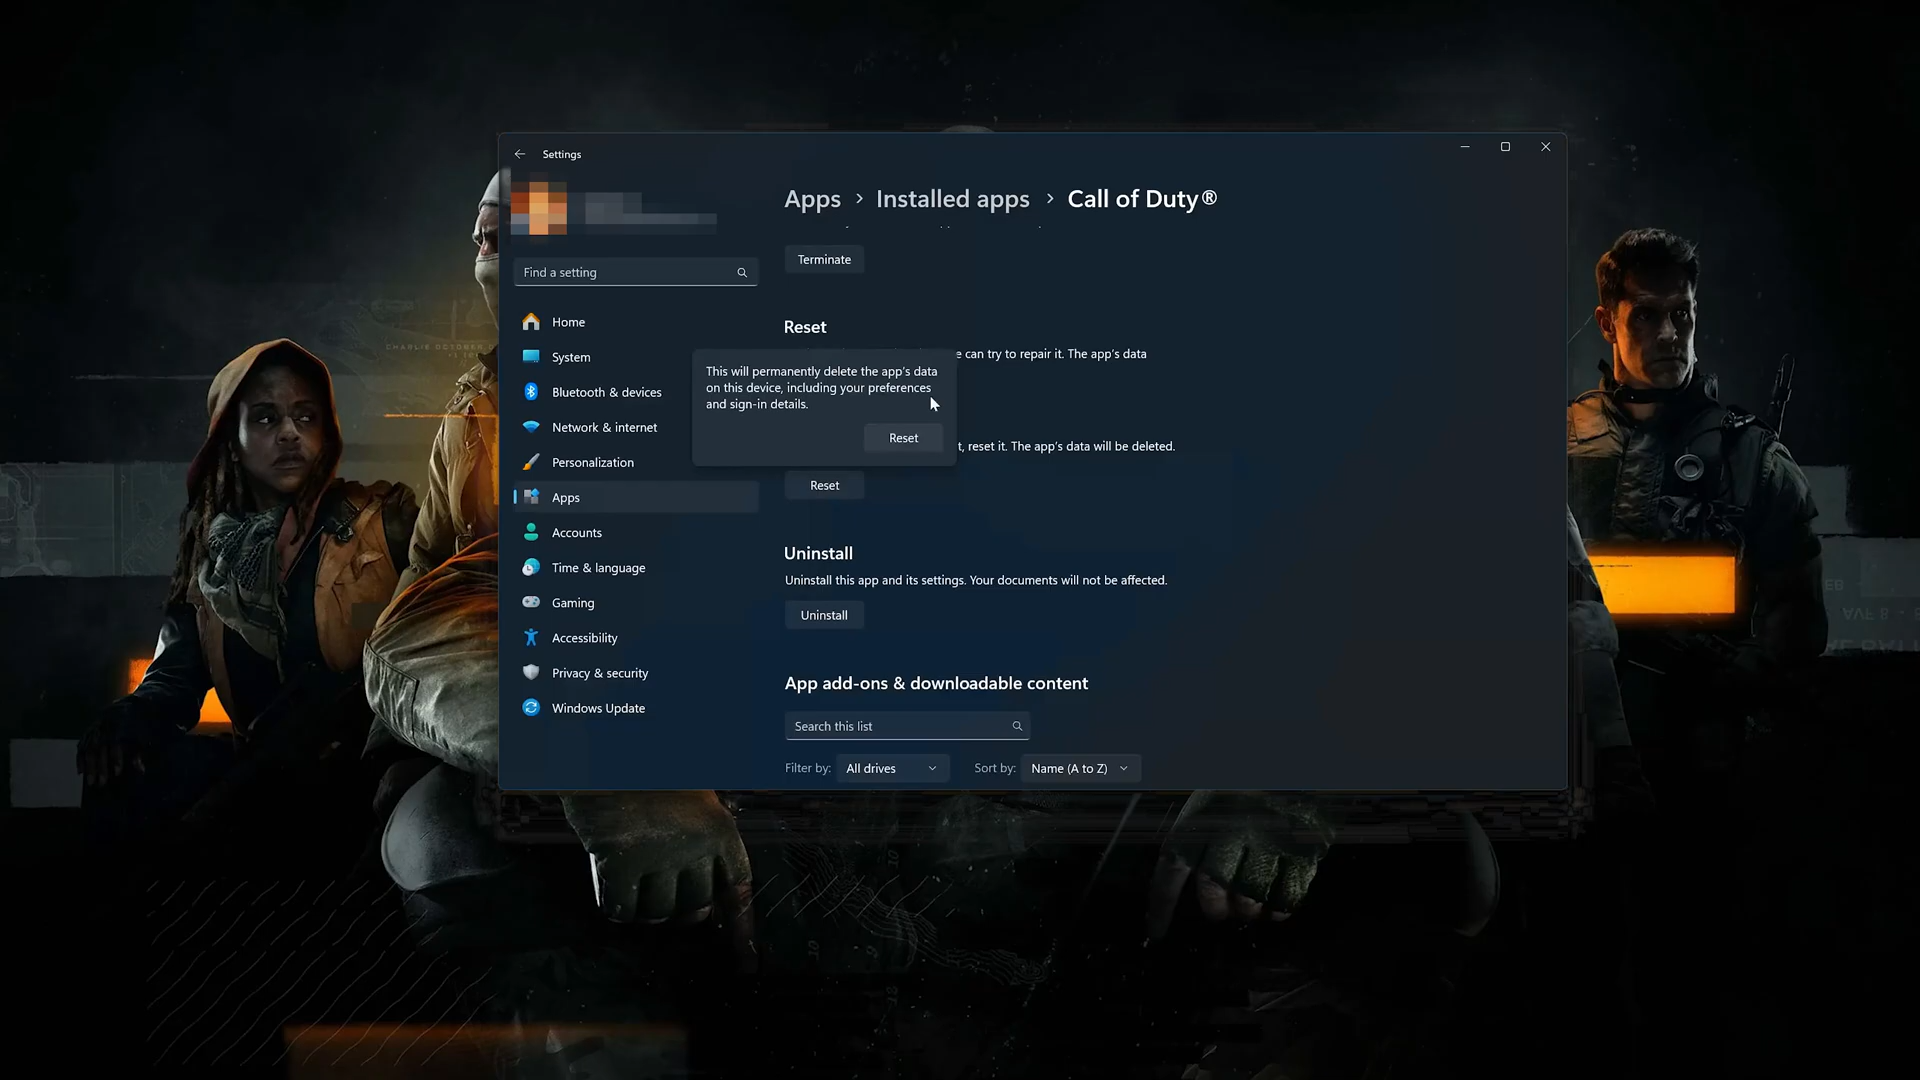 Settings
Apps › Installed apps › Call of Duty®
Find a setting
Home
System
Bluetooth & devices
Network & internet
Personalization
Apps
Accounts
Time & language
Gaming
Accessibility
Privacy & security
Windows Update
Terminate
Reset
can try to repair it. The app's data
This will permanently delete the app's data
on this device, including your preferences
and sign-in details.
Reset
reset it. The app's data will be deleted.
Reset
Uninstall
Uninstall this app and its settings. Your documents will not be affected.
Uninstall
App add-ons & downloadable content
Search this list
Filter by: All drives Sort by: Name (A to Z)